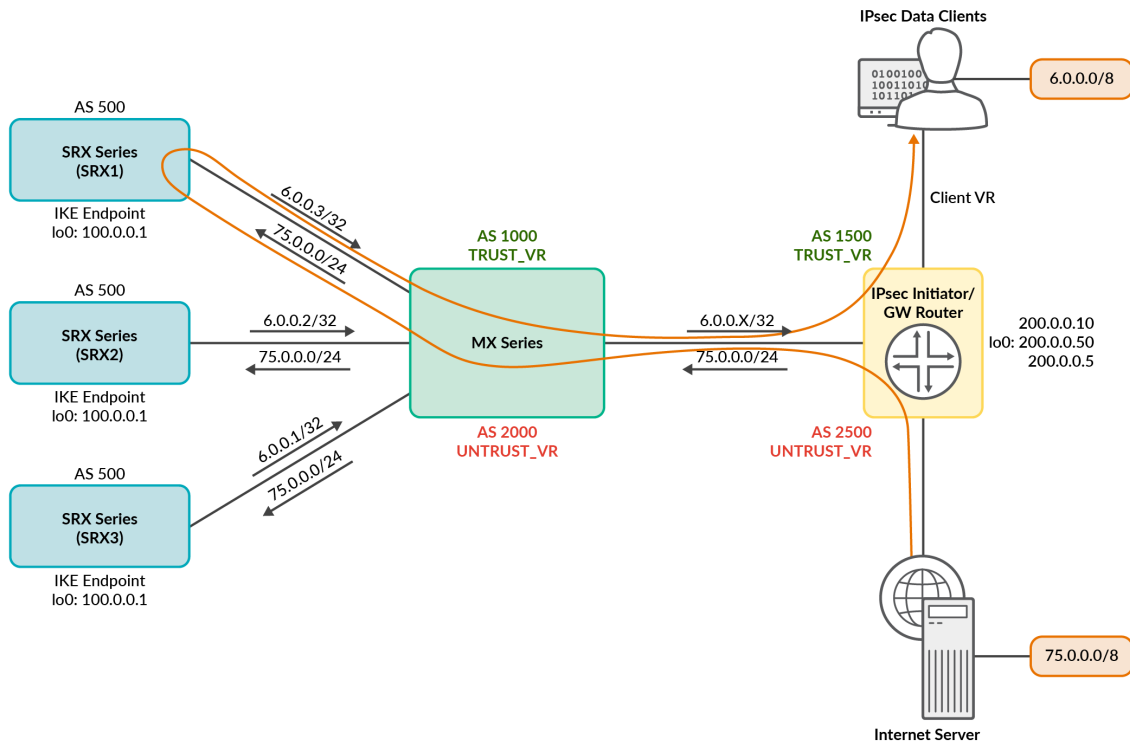 IPsec Data Clients
0100100
10011010
10110
6.0.0.0/8
AS 500
SRX Series
(SRX1)
IKE Endpoint
lo0: 100.0.0.1
6.0.0.3/32
75.0.0.0/24
Client VR
AS 1000
TRUST_VR
AS 1500
TRUST_VR
AS 500
SRX Series
(SRX2)
IKE Endpoint
lo0: 100.0.0.1
6.0.0.2/32
75.0.0.0/24
MX Series
6.0.0.X/32
75.0.0.0/24
IPsec Initiator/
GW Router
200.0.0.10
lo0: 200.0.0.50
200.0.0.5
AS 2000
UNTRUST_VR
AS 2500
UNTRUST_VR
6.0.0.1/32
75.0.0.0/24
AS 500
SRX Series
(SRX3)
IKE Endpoint
lo0: 100.0.0.1
75.0.0.0/8
Internet Server